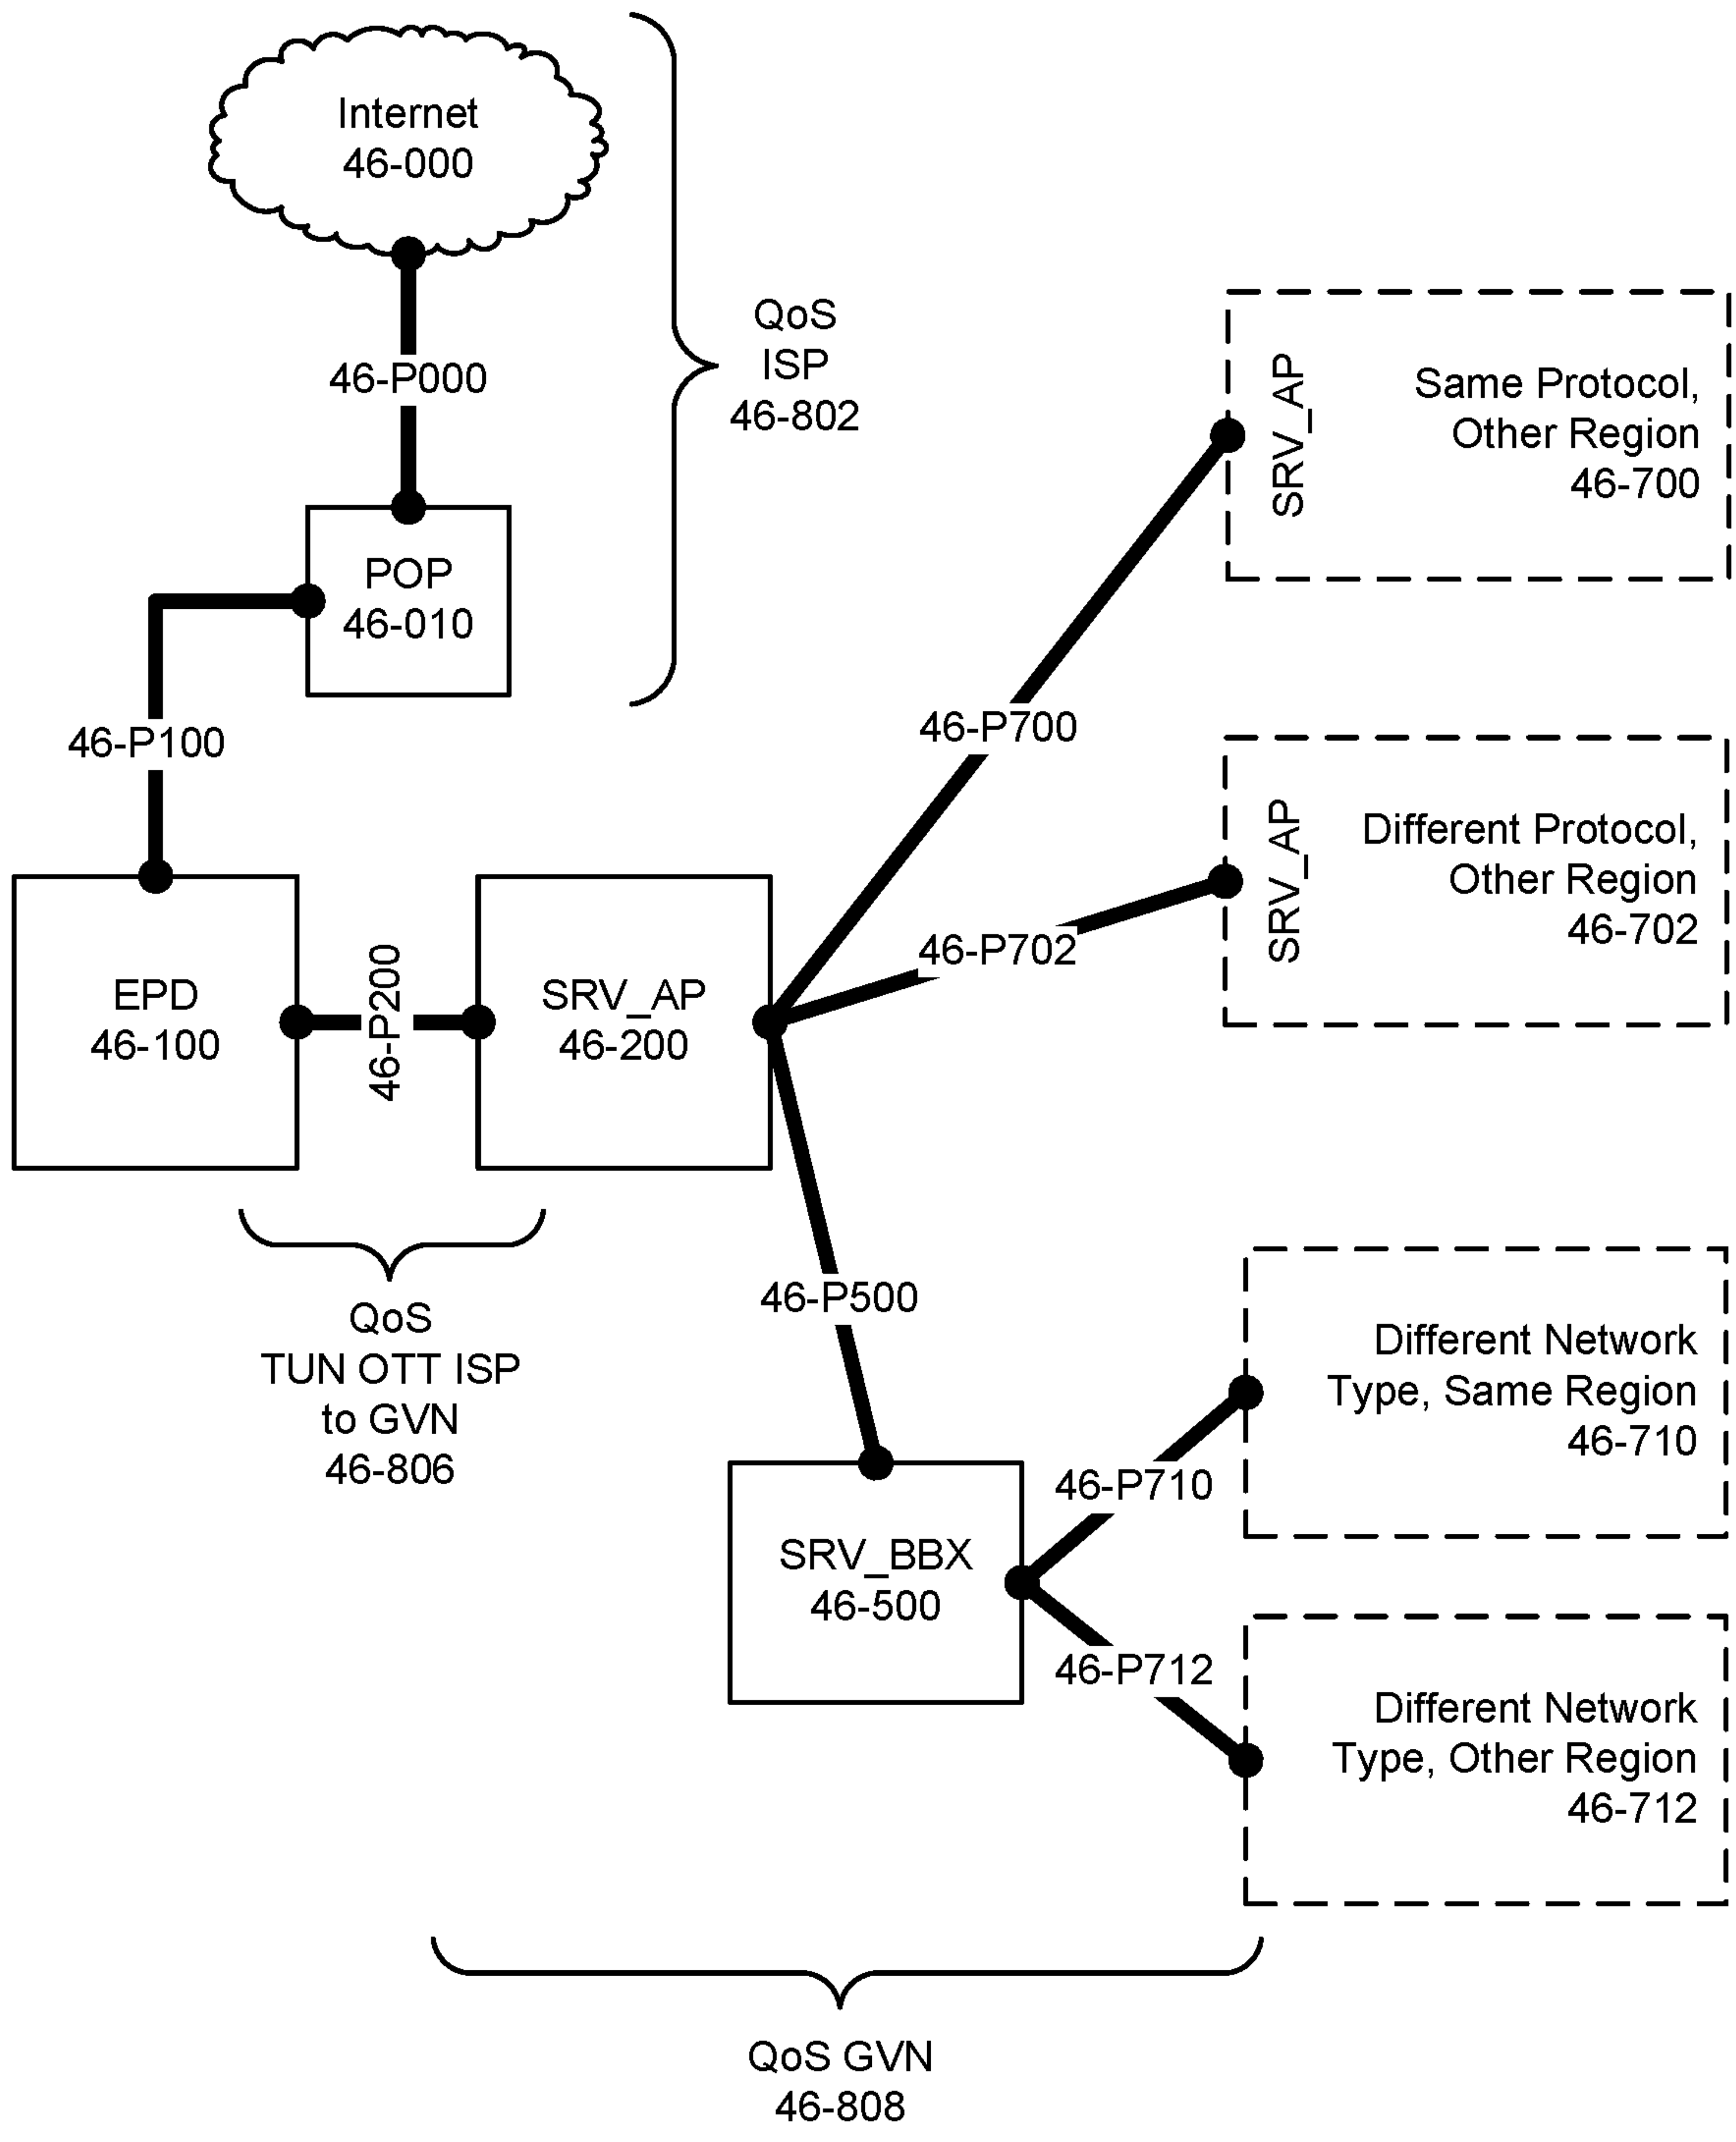 Internet
46-000
46-P000
QoS
ISP
46-802
POP
46-010
46-P100
SRV_AP
Same Protocol,
Other Region
46-700
46-P700
SRV_AP
Different Protocol,
Other Region
46-702
46-P702
EPD
46-100
46-P200
SRV_AP
46-200
QoS
TUN OTT ISP
to GVN
46-806
46-P500
Different Network
Type, Same Region
46-710
46-P710
SRV_BBX
46-500
46-P712
Different Network
Type, Other Region
46-712
QoS GVN
46-808